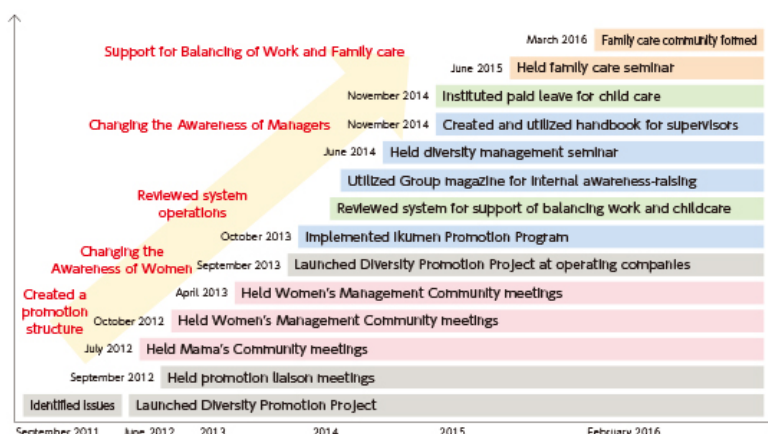 March 2016 Family care community formed
Support for Balancing of Work and Family care
June 2015 Held family care seminar
November 2014 Instituted paid leave for child care
Changing the Awareness of Managers November 2014 Created and utilized handbook for supervisors
June 2014 Held diversity management seminar
Utilized Group magazine for internal awareness-raising
Reviewed system
operations
Reviewed system for support of balancing work and childcare
October 2013 Implemented Ikumen Promotion Program
Changing the
Awareness of Women September 2013 Launched Diversity Promotion Project at operating companies
Created a
promotion
structure
April 2013 Held Women's Management Community meetings
October 2012 Held Women's Management Community meetings
July 2012 Held Mama's Community meetings
September 2012 Held promotion liaison meetings
Identified issues Launched Diversity Promotion Project
September 2011 June 2012 2013 2014 2015 February 2016